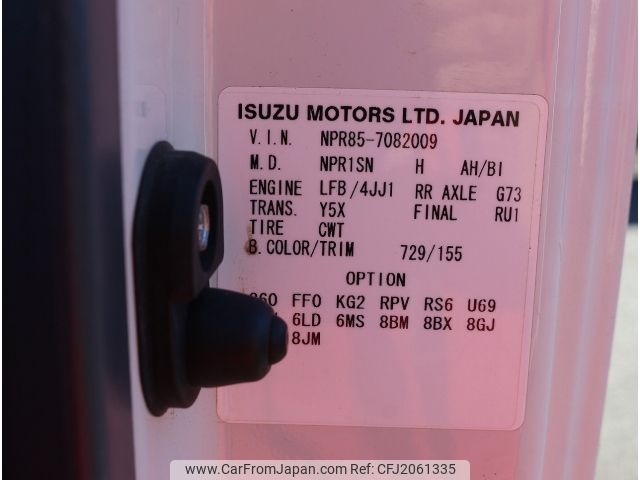 ISUZU MOTORS LTD. JAPAN
V.I.N. NPR85-7082009
M.D. NPR1SN H AH/BI
ENGINE LFB/4JJ1 RR AXLE G73
TRANS. Y5X FINAL RU1
TIRE CWT
B.COLOR/TRIM 729/155
OPTION
FF0 KG2 RPV RS6 U69
6LD 6MS 8BM 8BX 8GJ
8JM
www.CarFromJapan.com CFJ2061335